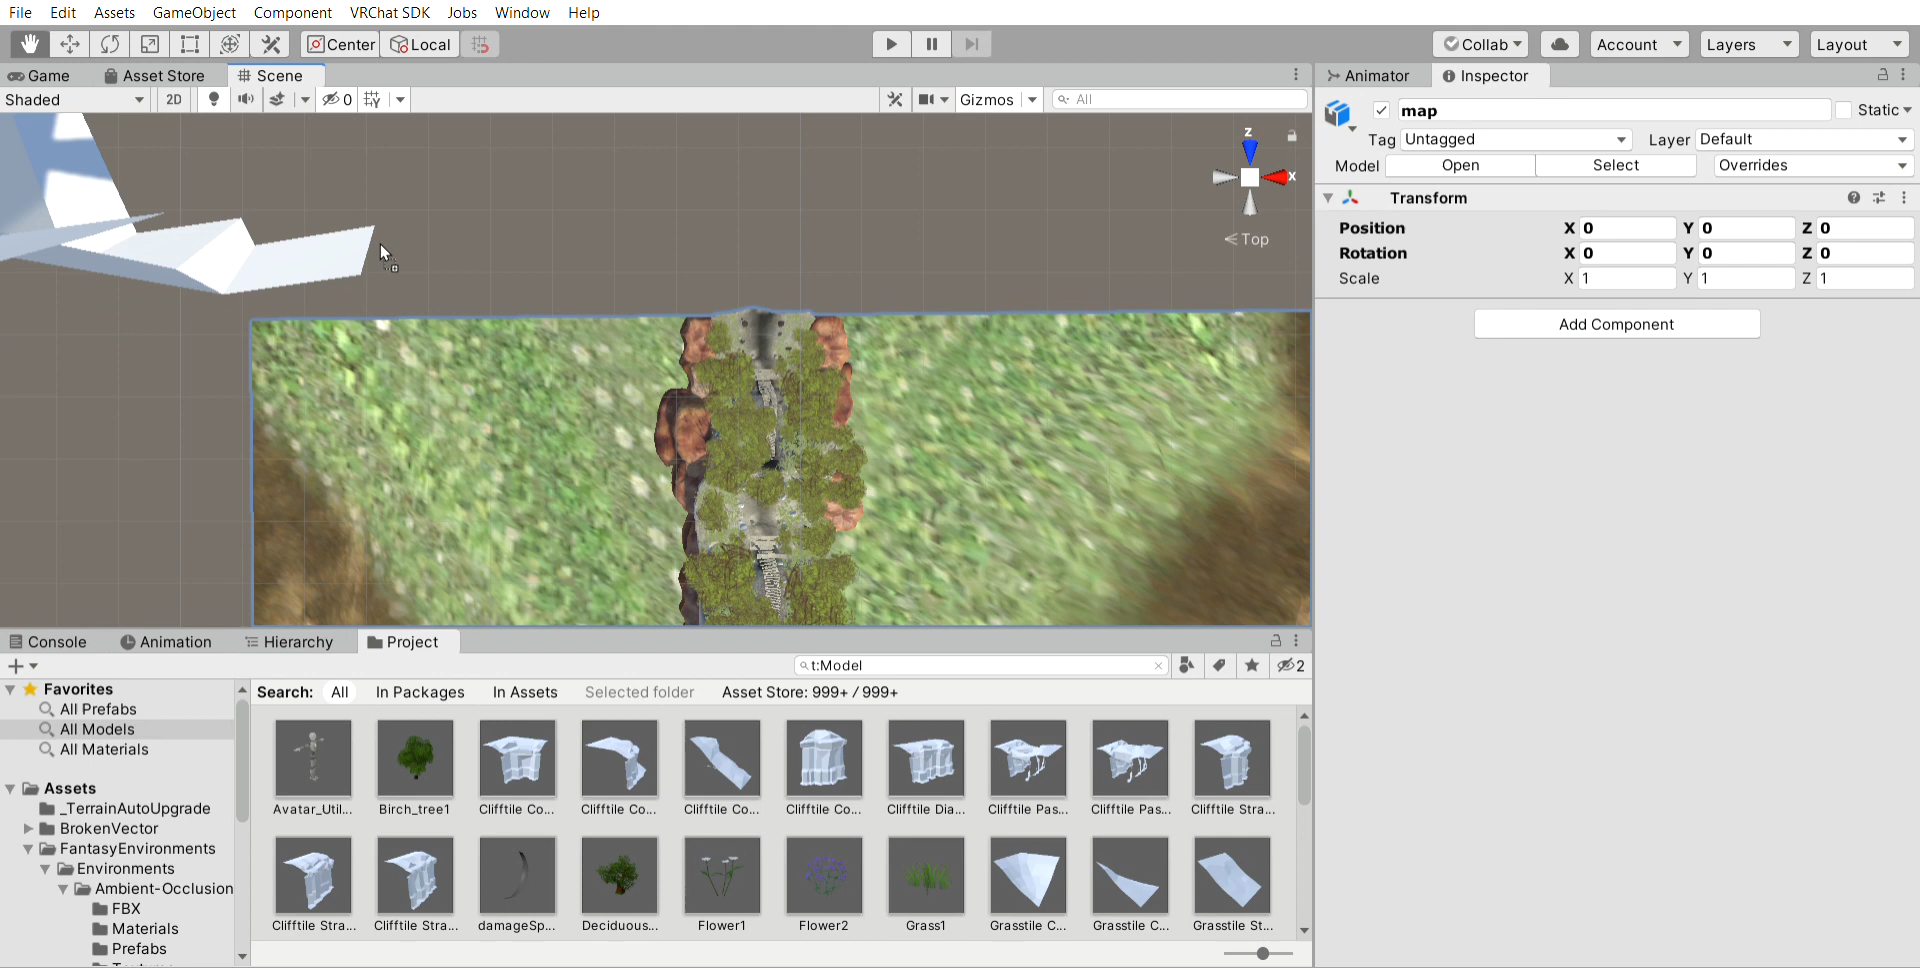 File Edit Assets GameObject Component VRChat SDK Jobs Window Help
Center Local Collab Account Layers Layout
Game Asset Store Scene Animator Inspector
Shaded 2D 0 Gizmos All
map Static
Tag Untagged Layer Default
Model Open Select Overrides
Transform
Position X 0 Y 0 Z 0
Rotation X 0 Y 0 Z 0
Scale X 1 Y 1 Z 1
Add Component
z
x
Top
Console Animation Hierarchy Project
t:Model 2
Favorites
All Prefabs
All Models
All Materials
Assets
_TerrainAutoUpgrade
BrokenVector
FantasyEnvironments
Environments
Ambient-Occlusion
FBX
Materials
Prefabs
Search: All In Packages In Assets Selected folder Asset Store: 999+ / 999+
Avatar_Util... Birch_tree1 Clifftile Co... Clifftile Co... Clifftile Co... Clifftile Co... Clifftile Dia... Clifftile Pas... Clifftile Pas... Clifftile Stra...
Clifftile Stra... Clifftile Stra... damageSp... Deciduous... Flower1 Flower2 Grass1 Grasstile C... Grasstile C... Grasstile St...